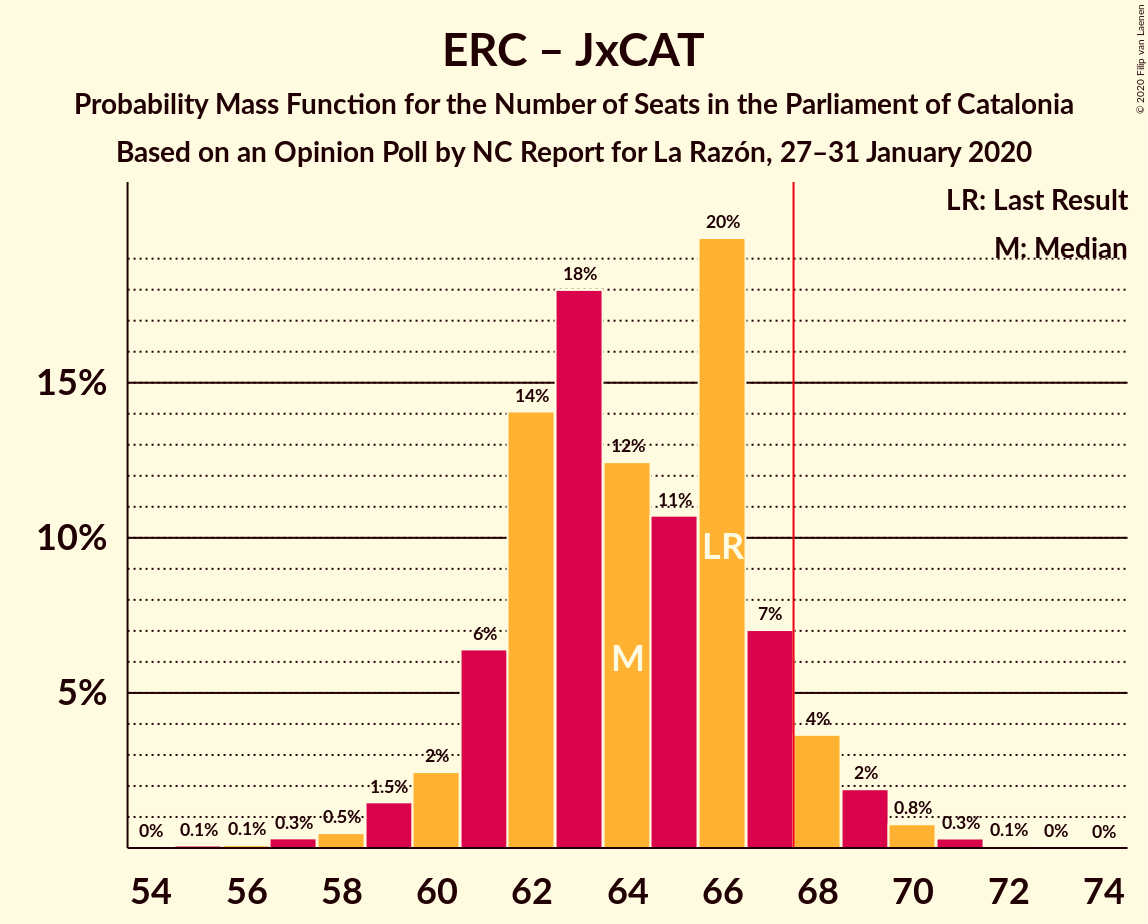 ERC – JxCAT
Probability Mass Function for the Number of Seats in the Parliament of Catalonia
Based on an Opinion Poll by NC Report for La Razón, 27–31 January 2020
© 2020 Filip van Laenen
LR: Last Result
M: Median
15%
10%
5%
0%
0.1%
0.1%
0.3%
0.5%
1.5%
2%
6%
14%
18%
12%
11%
20%
7%
4%
2%
0.8%
0.3%
0.1%
0%
0%
M
LR
54 56 58 60 62 64 66 68 70 72 74